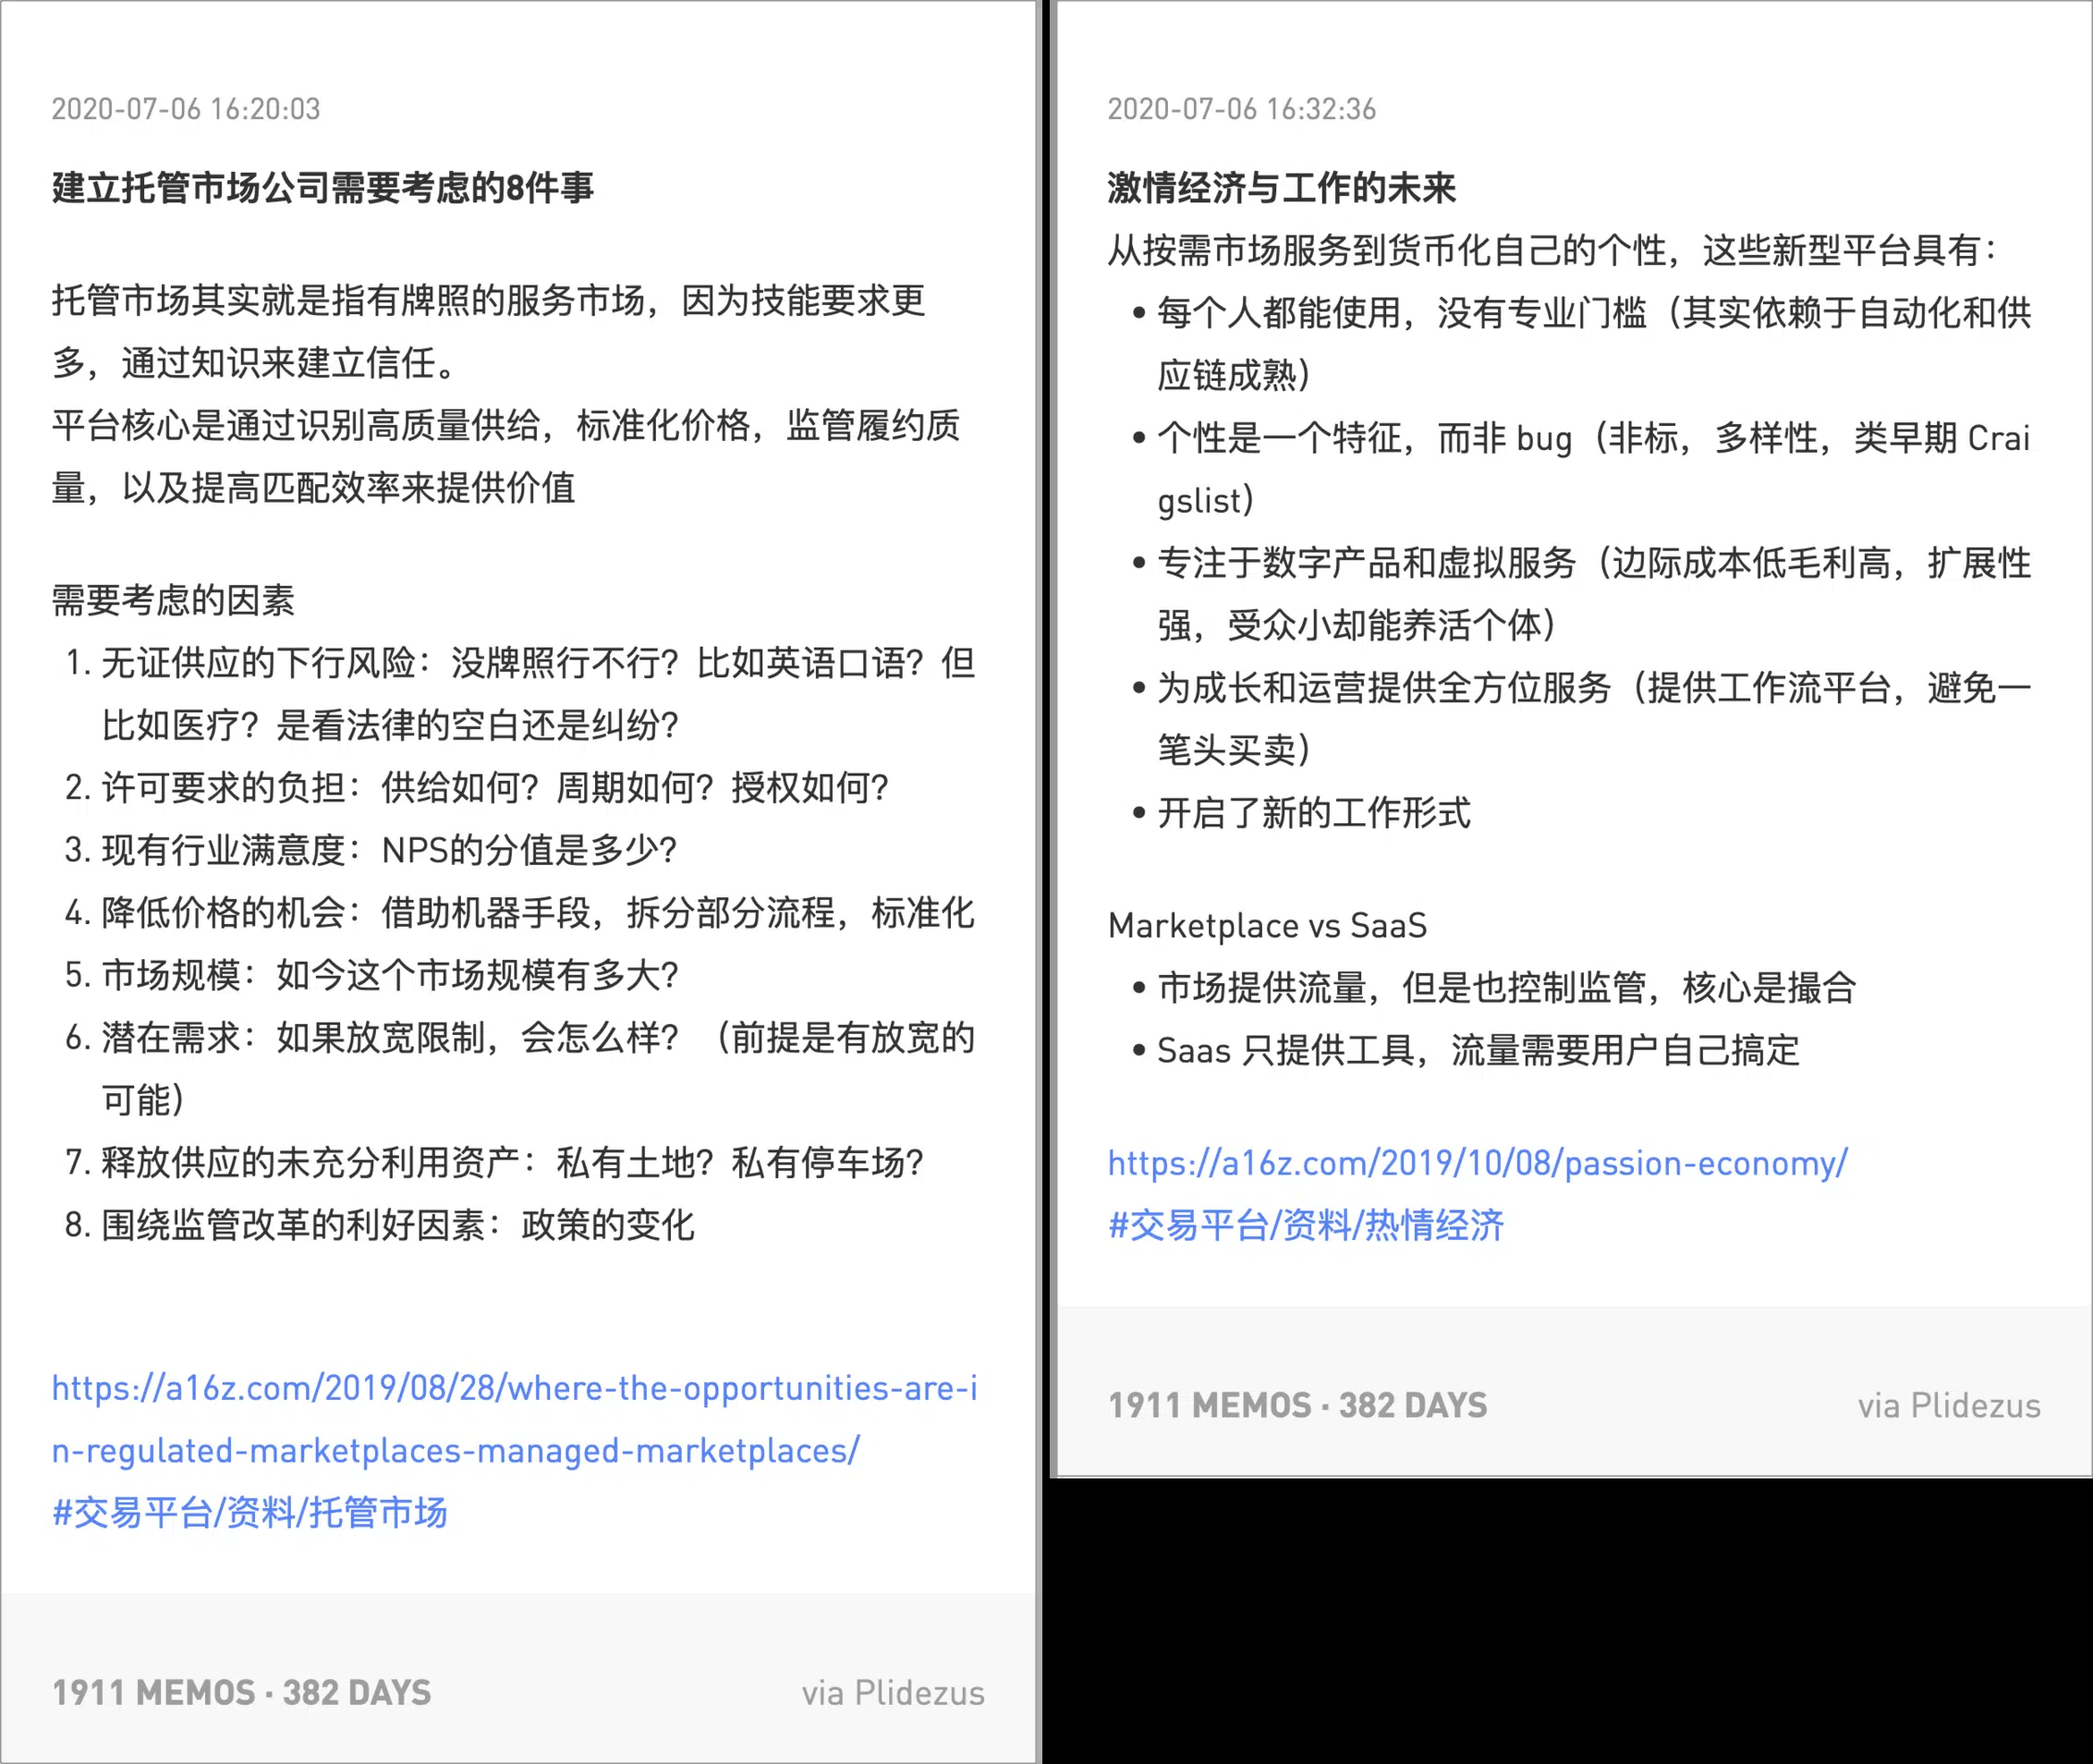 2020-07-06 16:20:03
建立托管市场公司需要考虑的8件事
托管市场其实就是指有牌照的服务市场，因为技能要求更
多，通过知识来建立信任。
平台核心是通过识别高质量供给，标准化价格，监管履约质
量，以及提高匹配效率来提供价值
需要考虑的因素
1. 无证供应的下行风险：没牌照行不行？比如英语口语？但
比如医疗？是看法律的空白还是纠纷？
2. 许可要求的负担：供给如何？周期如何？授权如何？
3. 现有行业满意度：NPS的分值是多少？
4. 降低价格的机会：借助机器手段，拆分部分流程，标准化
5. 市场规模：如今这个市场规模有多大？
6. 潜在需求：如果放宽限制，会怎么样？（前提是有放宽的
可能）
7. 释放供应的未充分利用资产：私有土地？私有停车场？
8. 围绕监管改革的利好因素：政策的变化
https://a16z.com/2019/08/28/where-the-opportunities-are-i
n-regulated-marketplaces-managed-marketplaces/
#交易平台/资料/托管市场
1911 MEMOS · 382 DAYS
via Plidezus
2020-07-06 16:32:36
激情经济与工作的未来
从按需市场服务到货币化自己的个性，这些新型平台具有：
• 每个人都能使用，没有专业门槛（其实依赖于自动化和供
应链成熟）
• 个性是一个特征，而非 bug（非标，多样性，类早期 Crai
gslist）
• 专注于数字产品和虚拟服务（边际成本低毛利高，扩展性
强，受众小却能养活个体）
• 为成长和运营提供全方位服务（提供工作流平台，避免一
笔头买卖）
• 开启了新的工作形式
Marketplace vs SaaS
• 市场提供流量，但是也控制监管，核心是撮合
• Saas 只提供工具，流量需要用户自己搞定
https://a16z.com/2019/10/08/passion-economy/
#交易平台/资料/热情经济
1911 MEMOS · 382 DAYS
via Plidezus